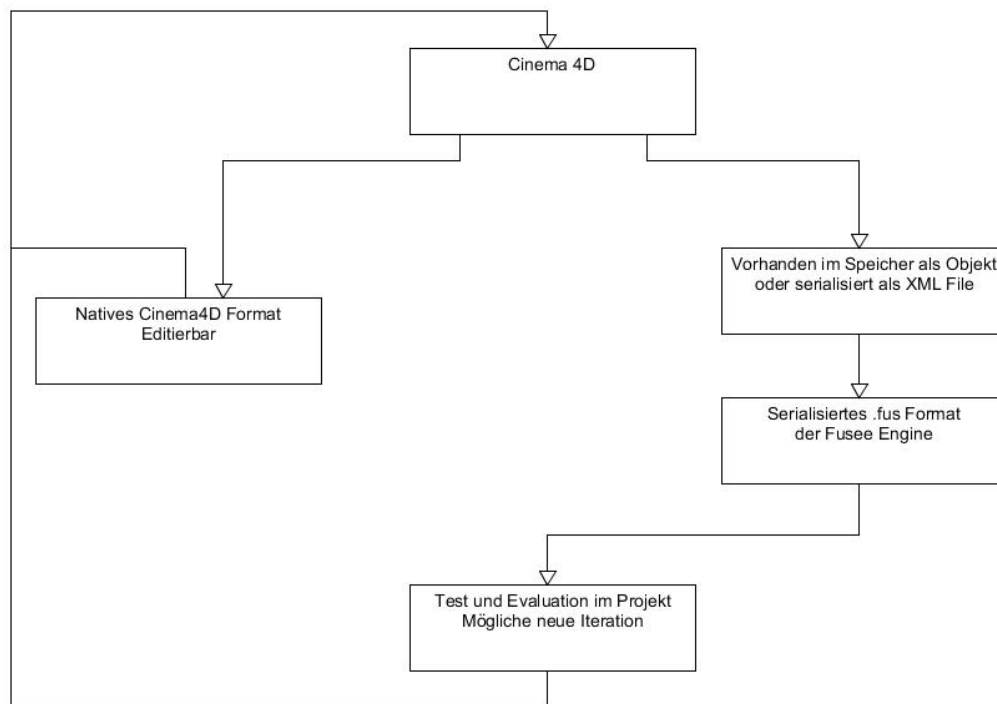 Cinema 4D
Vorhanden im Speicher als Objekt
oder serialisiert als XML File
Natives Cinema4D Format
Editierbar
Serialisiertes .fus Format
der Fusee Engine
Test und Evaluation im Projekt
Mögliche neue Iteration